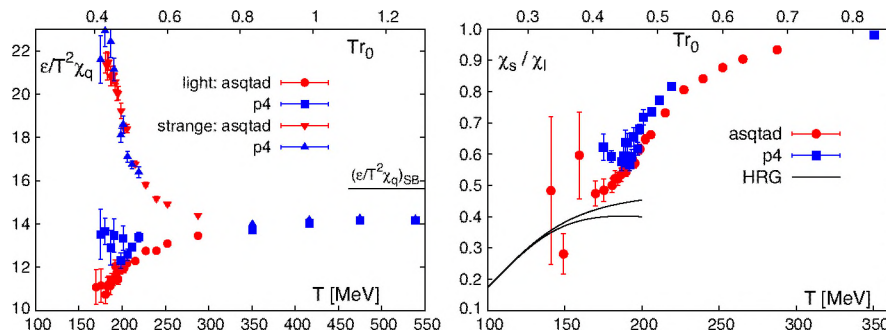 0.4 0.6 0.8 1 1.2
Tr₀
ε/T²χq
22
20
18
16
14
12
10
light: asqtad
p4
strange: asqtad
p4
(ε/T²χq)SB
T [MeV]
100 150 200 250 300 350 400 450 500 550
0.4 0.5 0.6 0.7 0.8
Tr₀
χs / χl
1.0
0.9
0.8
0.7
0.6
0.5
0.4
0.3
0.2
0.1
asqtad
p4
HRG
T [MeV]
100 150 200 250 300 350